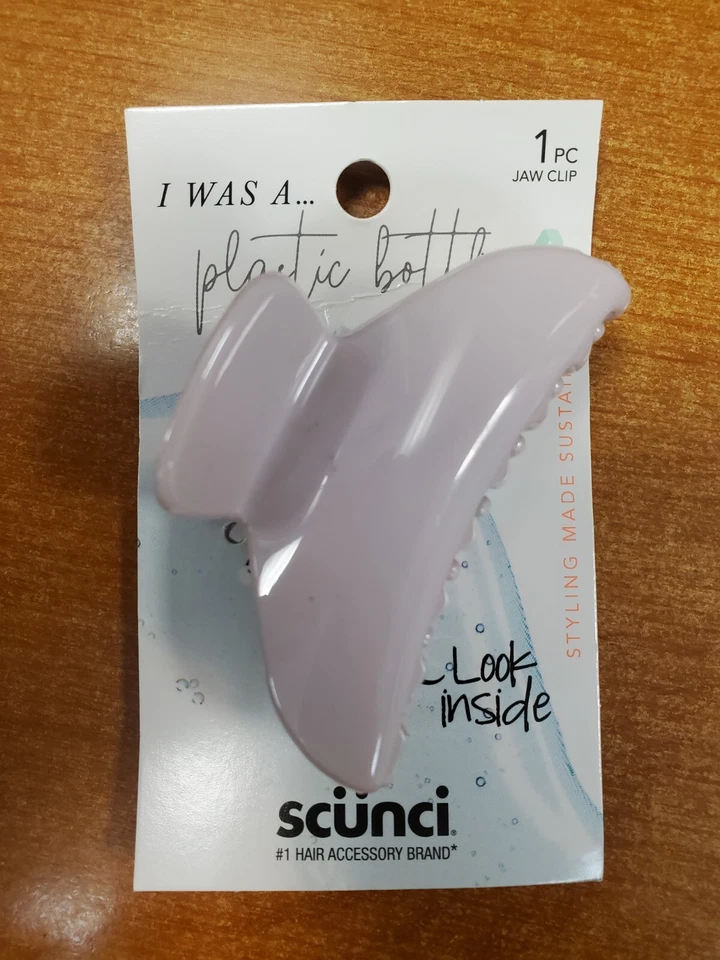 1 PC
JAW CLIP
I WAS A...
plastic bottl
STYLING MADE SUSTAI
Look
inside
scünci®
#1 HAIR ACCESSORY BRAND*